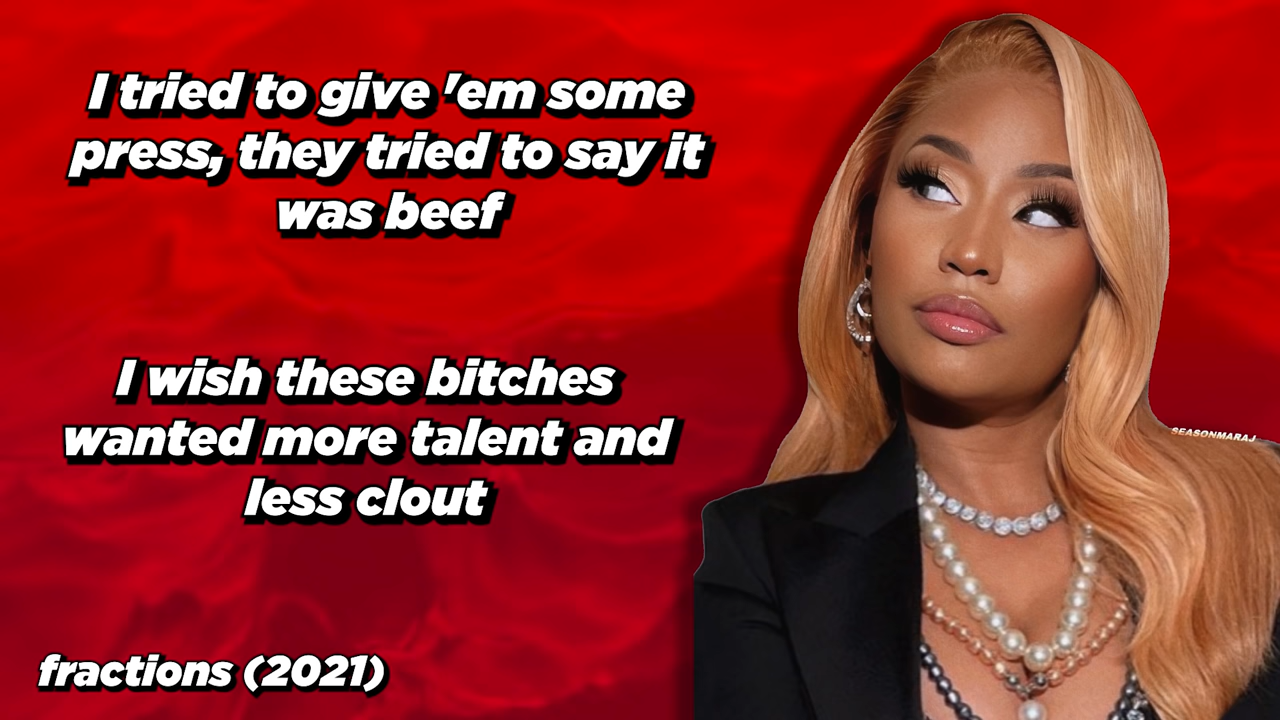 I tried to give 'em some
press, they tried to say it
was beef
I wish these bitches
wanted more talent and
less clout
SEASONMARAJ
fractions (2021)